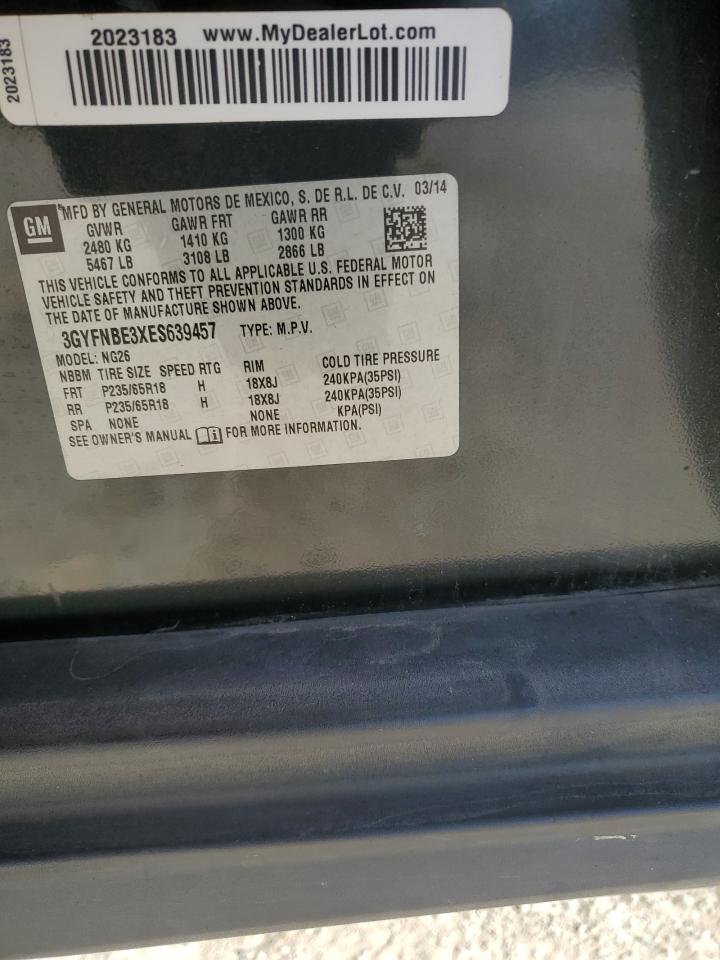 2023183 www.MyDealerLot.com
2023183
GM
MFD BY GENERAL MOTORS DE MEXICO, S. DE R.L. DE C.V. 03/14
GVWR GAWR FRT GAWR RR
2480 KG 1410 KG 1300 KG
5467 LB 3108 LB 2866 LB
THIS VEHICLE CONFORMS TO ALL APPLICABLE U.S. FEDERAL MOTOR
VEHICLE SAFETY AND THEFT PREVENTION STANDARDS IN EFFECT ON
THE DATE OF MANUFACTURE SHOWN ABOVE.
3GYFNBE3XES639457 TYPE: M.P.V.
MODEL: NG26
NBBM TIRE SIZE SPEED RTG RIM COLD TIRE PRESSURE
FRT P235/65R18 H 18X8J 240KPA(35PSI)
RR P235/65R18 H 18X8J 240KPA(35PSI)
SPA NONE NONE KPA(PSI)
SEE OWNER'S MANUAL FOR MORE INFORMATION.